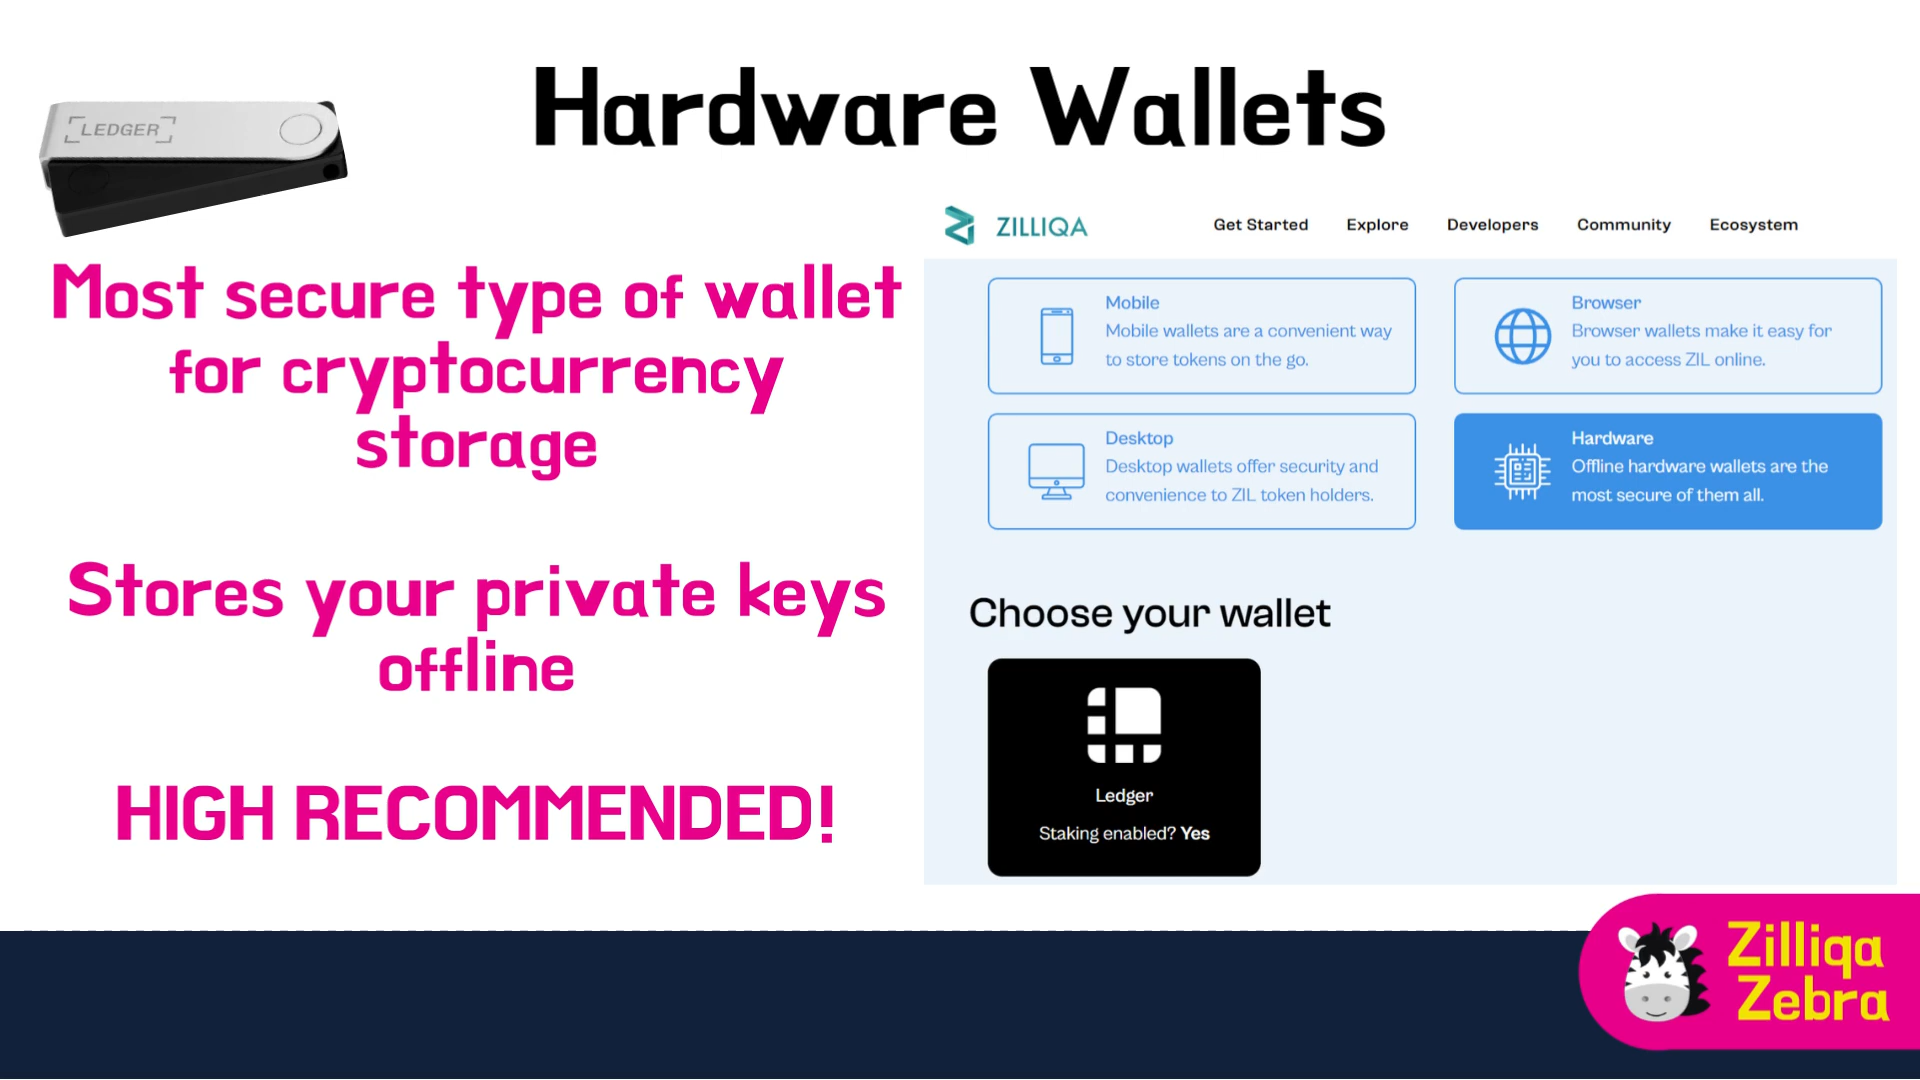 Hardware Wallets
LEDGER
Most secure type of wallet
for cryptocurrency
storage
Stores your private keys
offline
HIGH RECOMMENDED!
ZILLIQA
Get Started Explore Developers Community Ecosystem
Mobile
Mobile wallets are a convenient way
to store tokens on the go.
Browser
Browser wallets make it easy for
you to access ZIL online.
Desktop
Desktop wallets offer security and
convenience to ZIL token holders.
Hardware
Offline hardware wallets are the
most secure of them all.
Choose your wallet
Ledger
Staking enabled? Yes
Zilliqa
Zebra